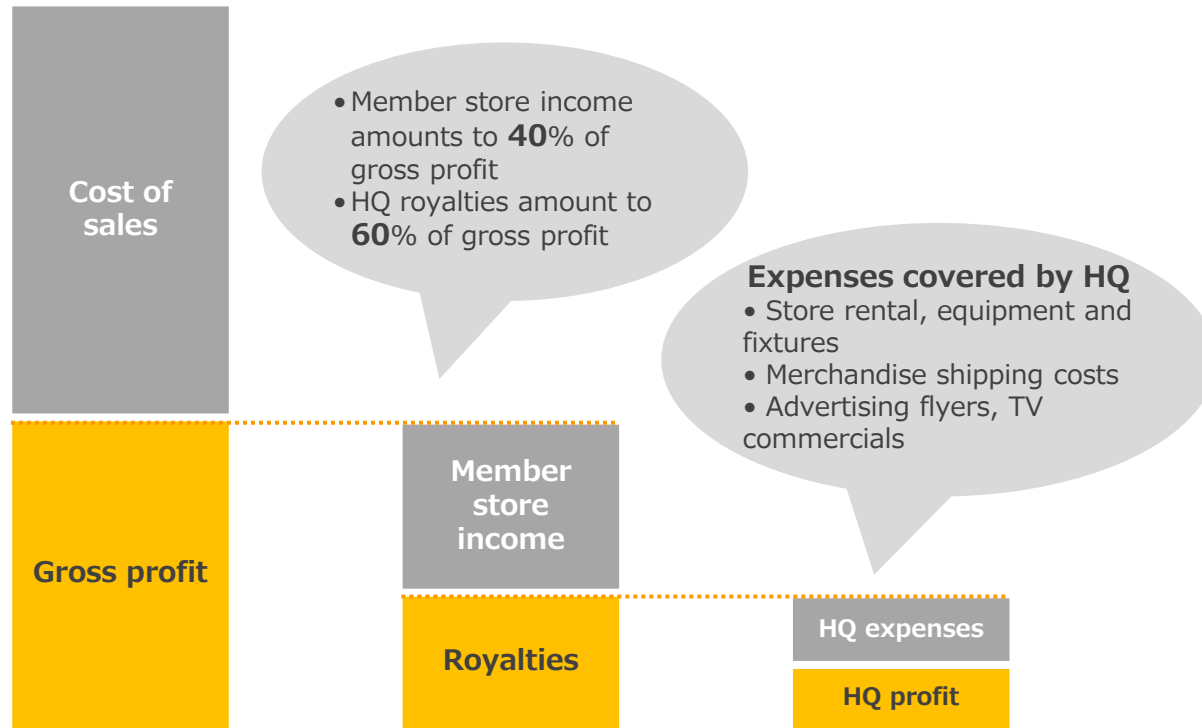 Cost of
sales
• Member store income
amounts to 40% of
gross profit
• HQ royalties amount to
60% of gross profit
Expenses covered by HQ
• Store rental, equipment and
fixtures
• Merchandise shipping costs
• Advertising flyers, TV
commercials
Gross profit
Member
store
income
Royalties
HQ expenses
HQ profit